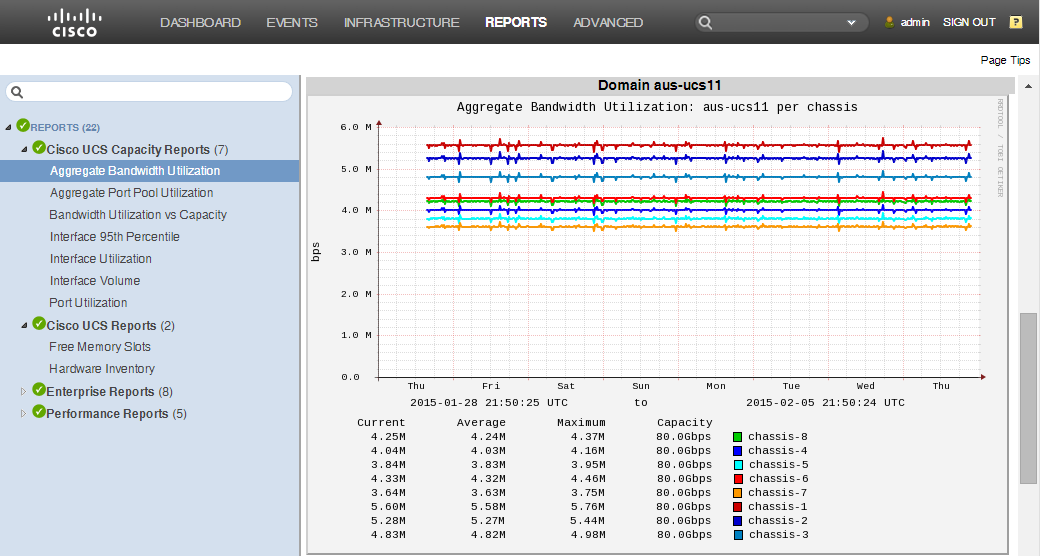 CISCO
DASHBOARD EVENTS INFRASTRUCTURE REPORTS ADVANCED admin SIGN OUT ?
Page Tips
REPORTS (22)
Cisco UCS Capacity Reports (7)
Aggregate Bandwidth Utilization
Aggregate Port Pool Utilization
Bandwidth Utilization vs Capacity
Interface 95th Percentile
Interface Utilization
Interface Volume
Port Utilization
Cisco UCS Reports (2)
Free Memory Slots
Hardware Inventory
Enterprise Reports (8)
Performance Reports (5)
Domain aus-ucs11
Aggregate Bandwidth Utilization: aus-ucs11 per chassis
RRDTOOL / TOBI OETIKER
bps
6.0 M
5.0 M
4.0 M
3.0 M
2.0 M
1.0 M
0.0
Thu Fri Sat Sun Mon Tue Wed Thu
2015-01-28 21:50:25 UTC to 2015-02-05 21:50:24 UTC
Current Average Maximum Capacity
4.25M 4.24M 4.37M 80.0Gbps chassis-8
4.04M 4.03M 4.16M 80.0Gbps chassis-4
3.84M 3.83M 3.95M 80.0Gbps chassis-5
4.33M 4.32M 4.46M 80.0Gbps chassis-6
3.64M 3.63M 3.75M 80.0Gbps chassis-7
5.60M 5.58M 5.76M 80.0Gbps chassis-1
5.28M 5.27M 5.44M 80.0Gbps chassis-2
4.83M 4.82M 4.98M 80.0Gbps chassis-3